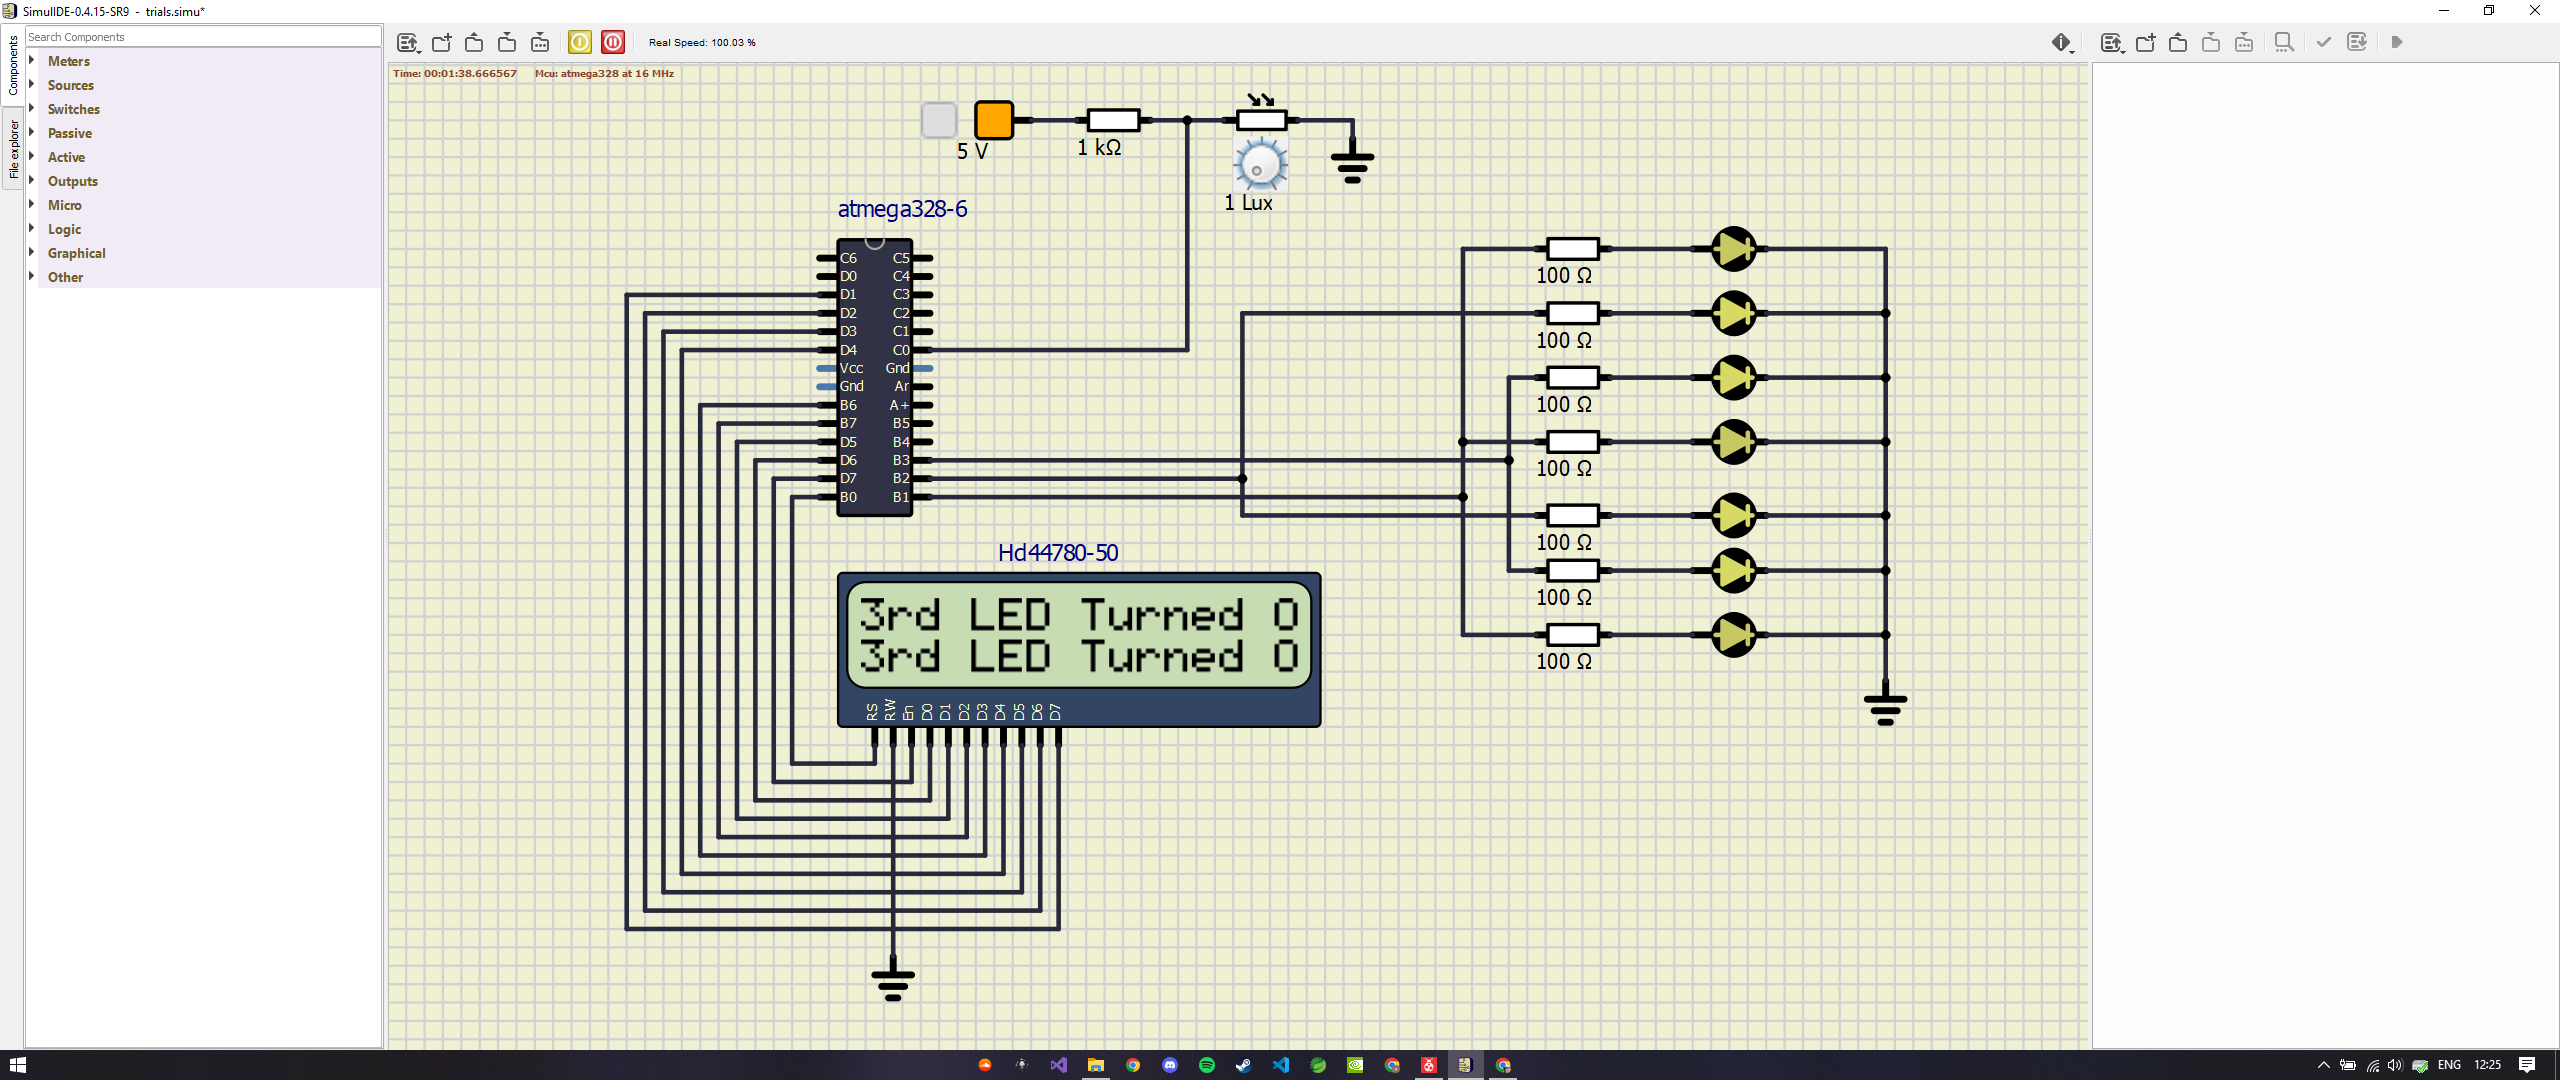 SimulIDE-0.4.15-SR9 - trials.simu*
Components
File explorer
Search Components
Meters
Sources
Switches
Passive
Active
Outputs
Micro
Logic
Graphical
Other
Real Speed: 100.03 %
Time: 00:01:38.666567 Mcu: atmega328 at 16 MHz
5 V
1 kΩ
1 Lux
atmega328-6
C6 C5
D0 C4
D1 C3
D2 C2
D3 C1
D4 C0
Vcc Gnd
Gnd Ar
B6 A+
B7 B5
D5 B4
D6 B3
D7 B2
B0 B1
100 Ω
100 Ω
100 Ω
100 Ω
100 Ω
100 Ω
100 Ω
Hd44780-50
3rd LED Turned O
3rd LED Turned O
RS RW En D0 D1 D2 D3 D4 D5 D6 D7
ENG 12:25